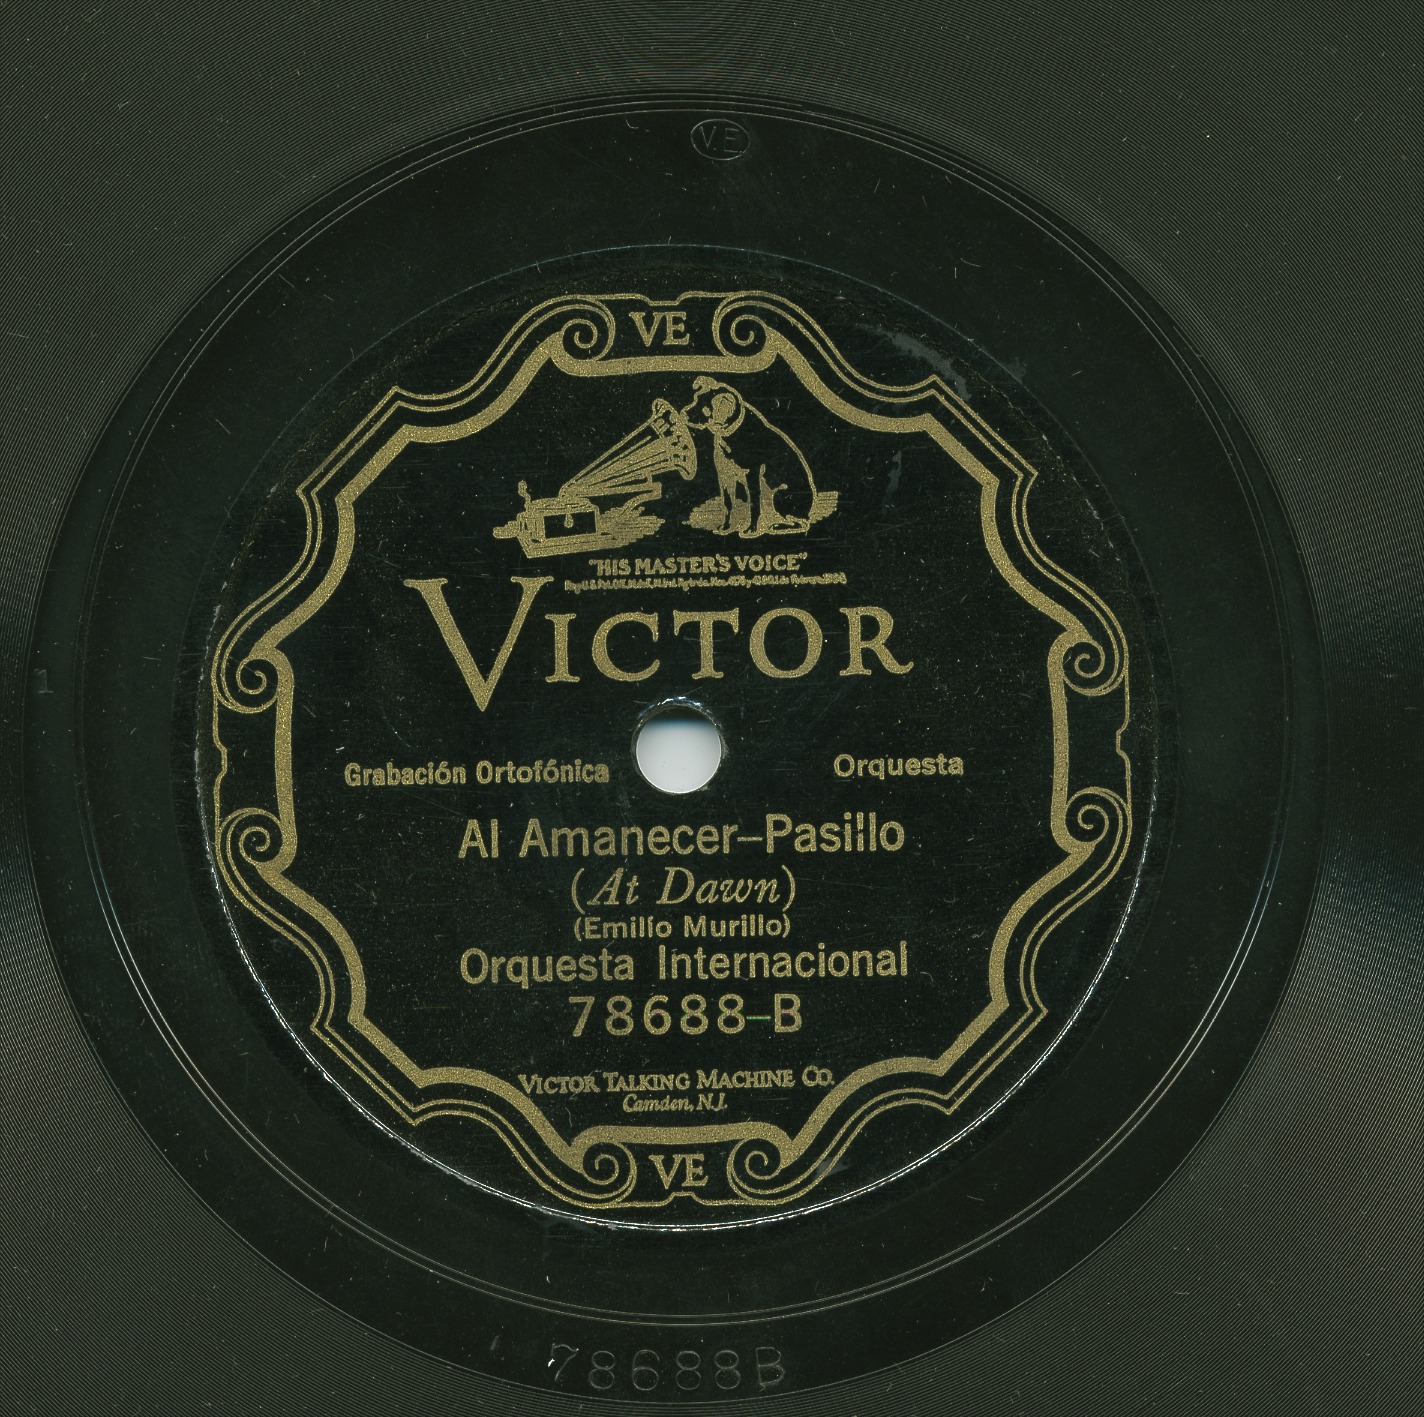 V.E.
VE
"HIS MASTER'S VOICE"
VICTOR
Grabación Ortofónica
Orquesta
Al Amanecer–Pasillo
(At Dawn)
(Emilio Murillo)
Orquesta Internacional
78688–B
VICTOR TALKING MACHINE CO.
Camden, N.J.
VE
78688B